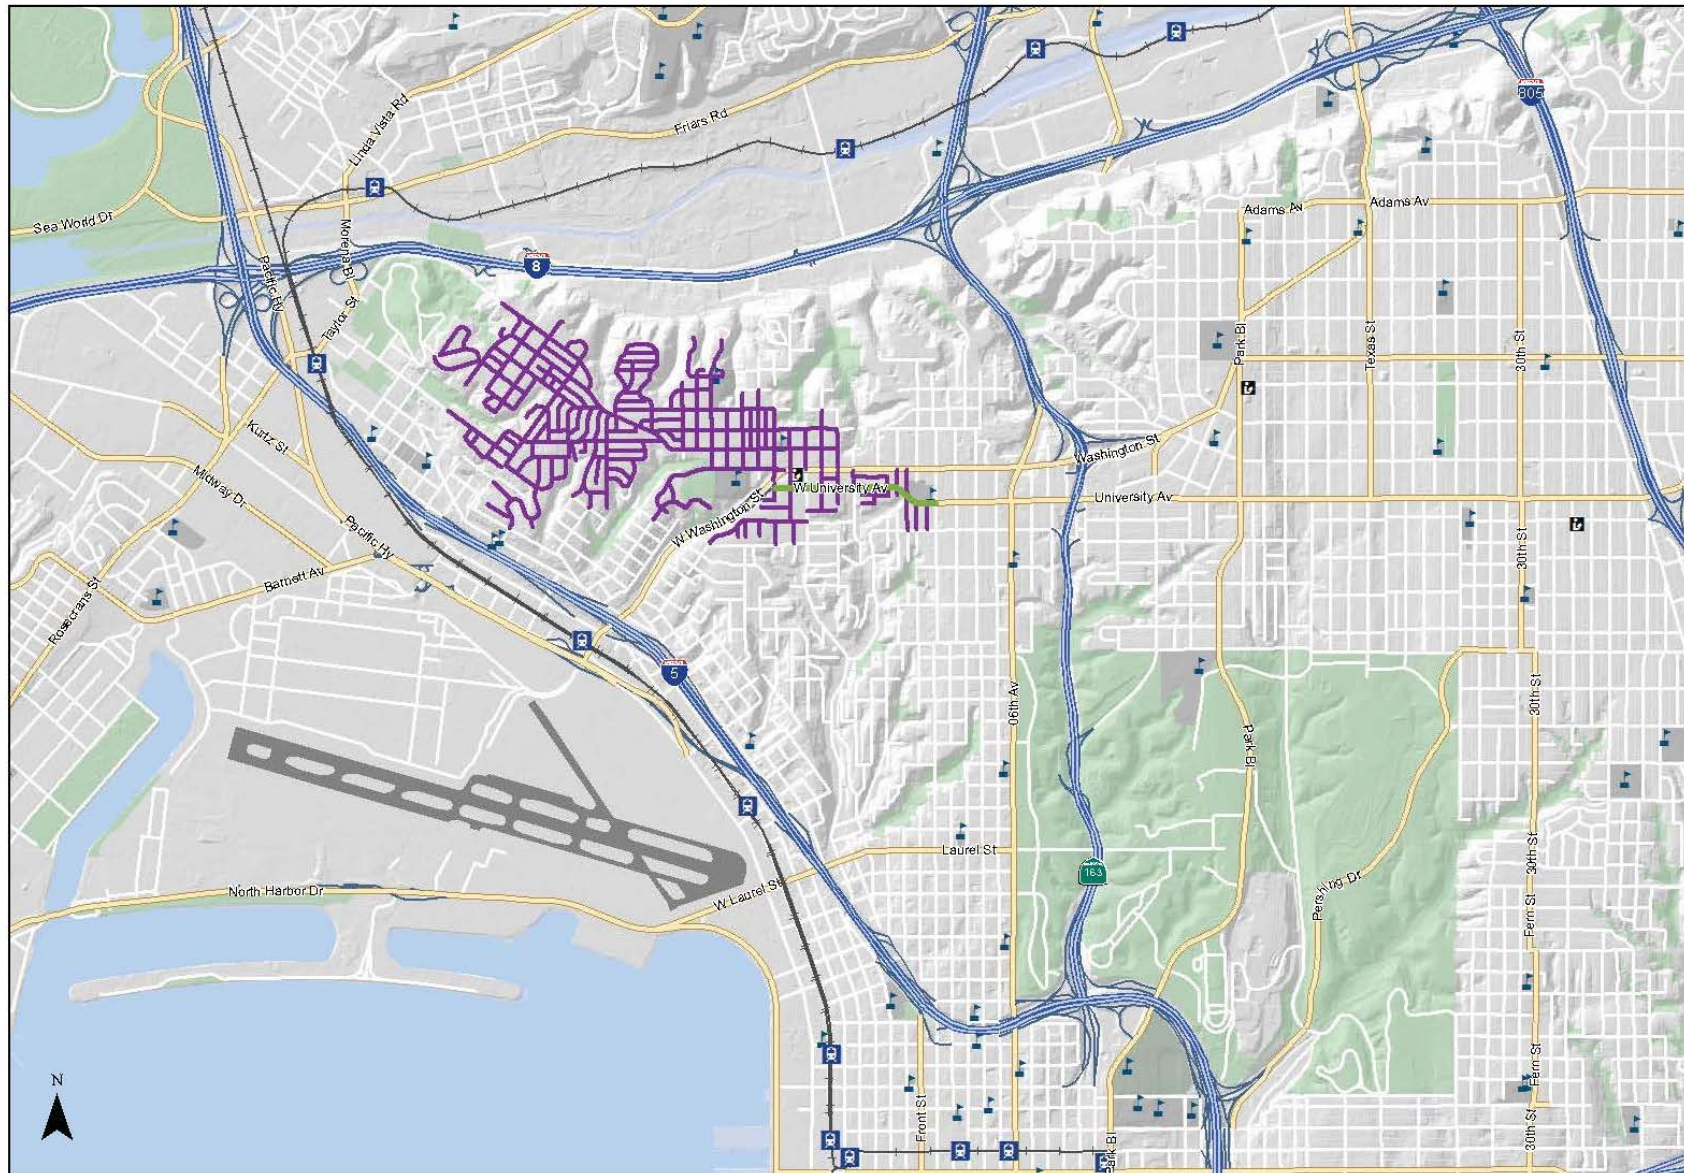 805
Linda Vista Rd
Friars Rd
Sea World Dr
Morena Bl
Adams Av
Adams Av
8
Pacific Hy
Taylor St
Park Bl
Texas St
30th St
Kurtz St
Midway Dr
Washington St
W University Av
University Av
W Washington St
Pacific Hy
Barnett Av
30th St
Rosecrans St
5
06th Av
30th St
Park Bl
Laurel St
30th St
163
North Harbor Dr
W Laurel St
Pershing Dr
Fern St
Fern St
N
Front St
30th St
Park Bl